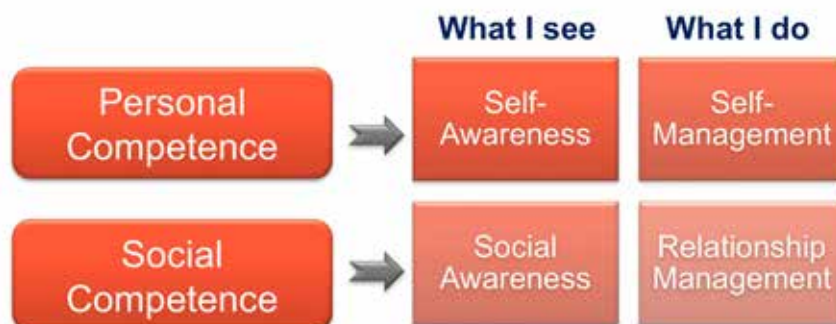 What I see
What I do
Personal
Competence
Self-
Awareness
Self-
Management
Social
Competence
Social
Awareness
Relationship
Management